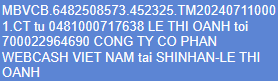 MBVCB.6482508573.452325.TM20240711000
1.CT tu 0481000717638 LE THI OANH toi
700022964690 CONG TY CO PHAN
WEBCASH VIET NAM tai SHINHAN-LE THI
OANH